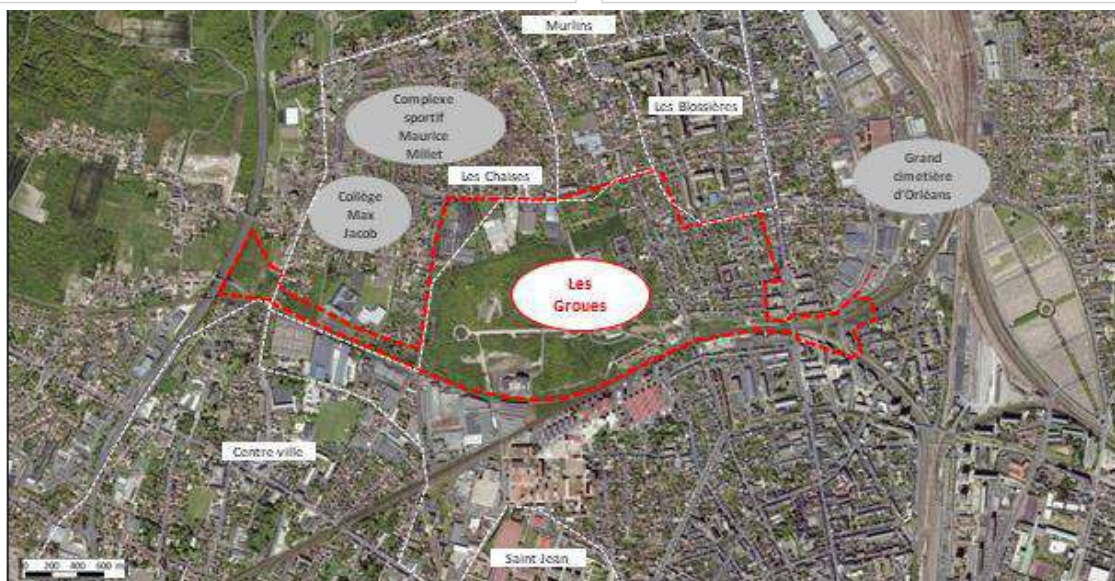 Murlins
Complexe
sportif
Maurice
Millet
Les Blossières
Grand
cimetière
d'Orléans
Les Chaises
Collège
Max
Jacob
Les
Groues
Centre-ville
Saint-Jean
0 200 400 600 m